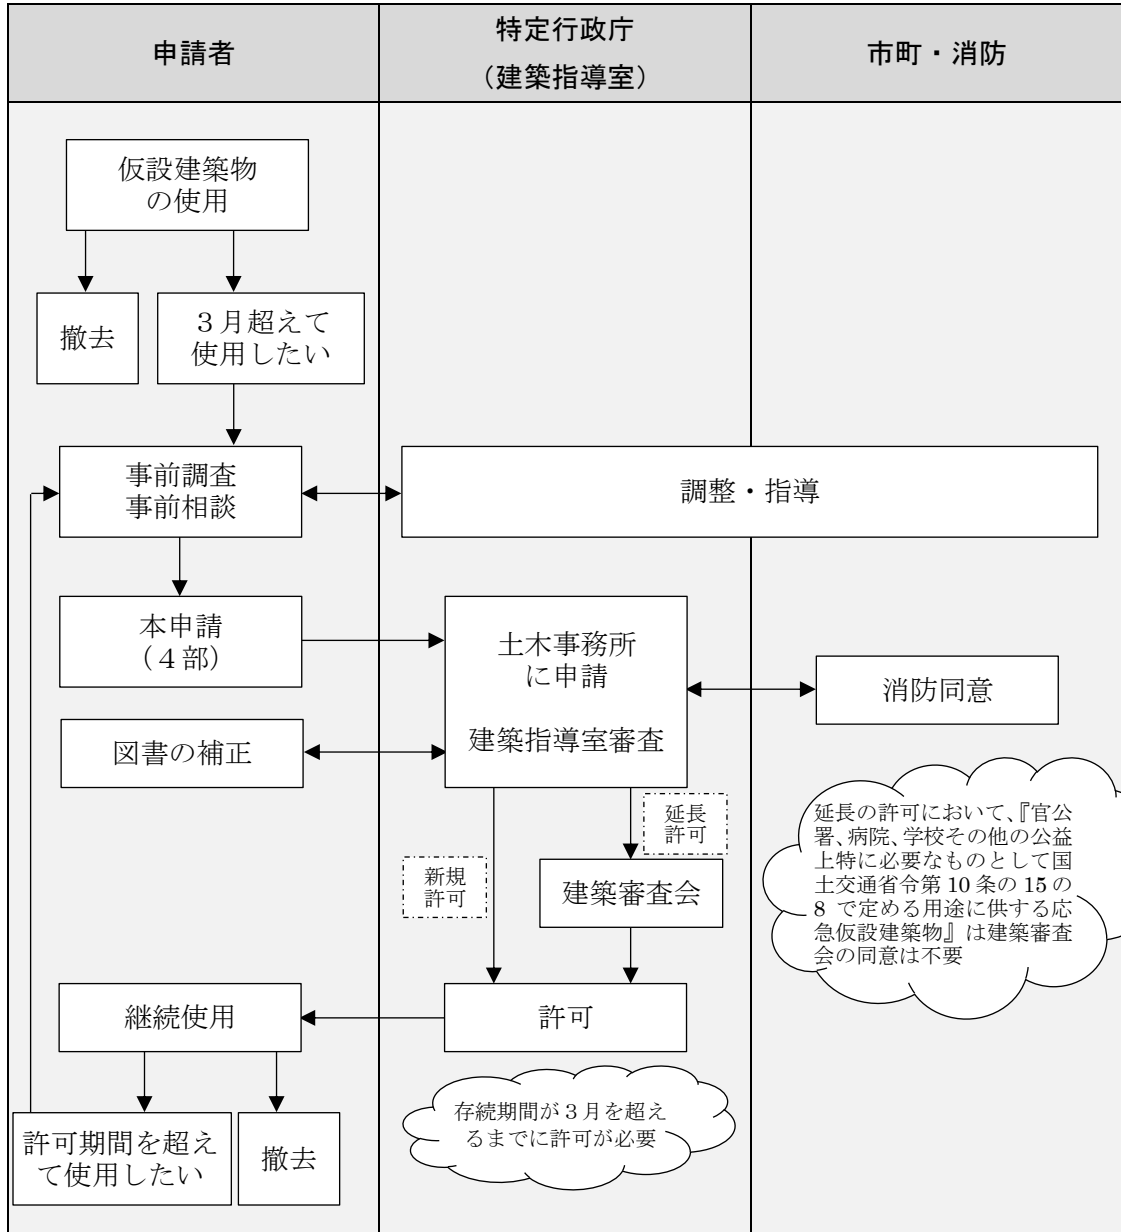 申請者
特定行政庁
（建築指導室）
市町・消防
仮設建築物
の使用
撤去
３月超えて
使用したい
事前調査
事前相談
調整・指導
本申請
（４部）
土木事務所
に申請
建築指導室審査
消防同意
図書の補正
延長
許可
新規
許可
建築審査会
延長の許可において、『官公
署、病院、学校その他の公益
上特に必要なものとして国
土交通省令第 10 条の 15 の
8 で定める用途に供する応
急仮設建築物』は建築審査
会の同意は不要
継続使用
許可
存続期間が３月を超え
るまでに許可が必要
許可期間を超え
て使用したい
撤去